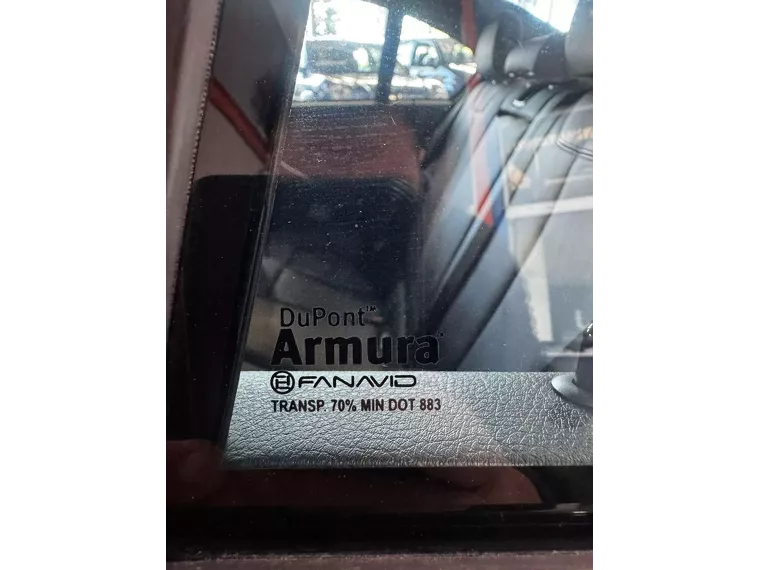 DuPont™
Armura®
FANAVID
TRANSP. 70% MIN DOT 883